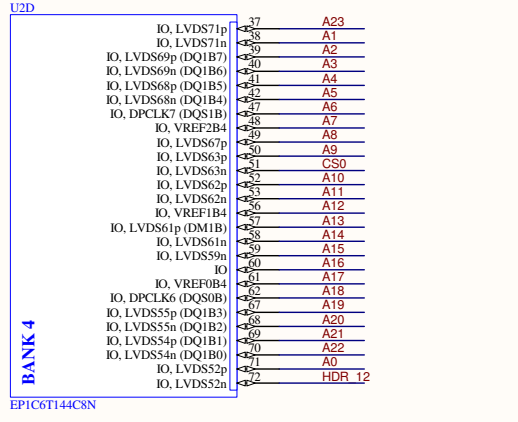 U2D
IO, LVDS71p 37 A23
IO, LVDS71n 38 A1
IO, LVDS69p (DQ1B7) 39 A2
IO, LVDS69n (DQ1B6) 40 A3
IO, LVDS68p (DQ1B5) 41 A4
IO, LVDS68n (DQ1B4) 42 A5
IO, DPCLK7 (DQS1B) 47 A6
IO, VREF2B4 48 A7
IO, LVDS67p 49 A8
IO, LVDS63p 50 A9
IO, LVDS63n 51 CS0
IO, LVDS62p 52 A10
IO, LVDS62n 53 A11
IO, VREF1B4 56 A12
IO, LVDS61p (DM1B) 57 A13
IO, LVDS61n 58 A14
IO, LVDS59n 59 A15
IO 60 A16
IO, VREF0B4 61 A17
IO, DPCLK6 (DQS0B) 62 A18
IO, LVDS55p (DQ1B3) 67 A19
IO, LVDS55n (DQ1B2) 68 A20
IO, LVDS54p (DQ1B1) 69 A21
IO, LVDS54n (DQ1B0) 70 A22
IO, LVDS52p 71 A0
IO, LVDS52n 72 HDR_12
BANK 4
EP1C6T144C8N